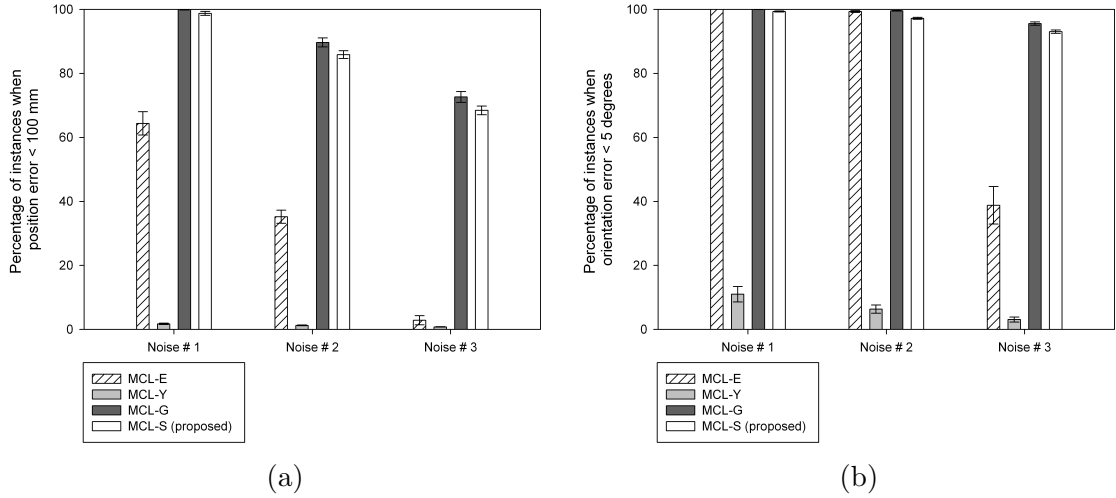 Percentage of instances when
position error < 100 mm
100
80
60
40
20
0
Noise # 1
Noise # 2
Noise # 3
MCL-E
MCL-Y
MCL-G
MCL-S (proposed)
(a)
Percentage of instances when
orientation error < 5 degrees
100
80
60
40
20
0
Noise # 1
Noise # 2
Noise # 3
MCL-E
MCL-Y
MCL-G
MCL-S (proposed)
(b)